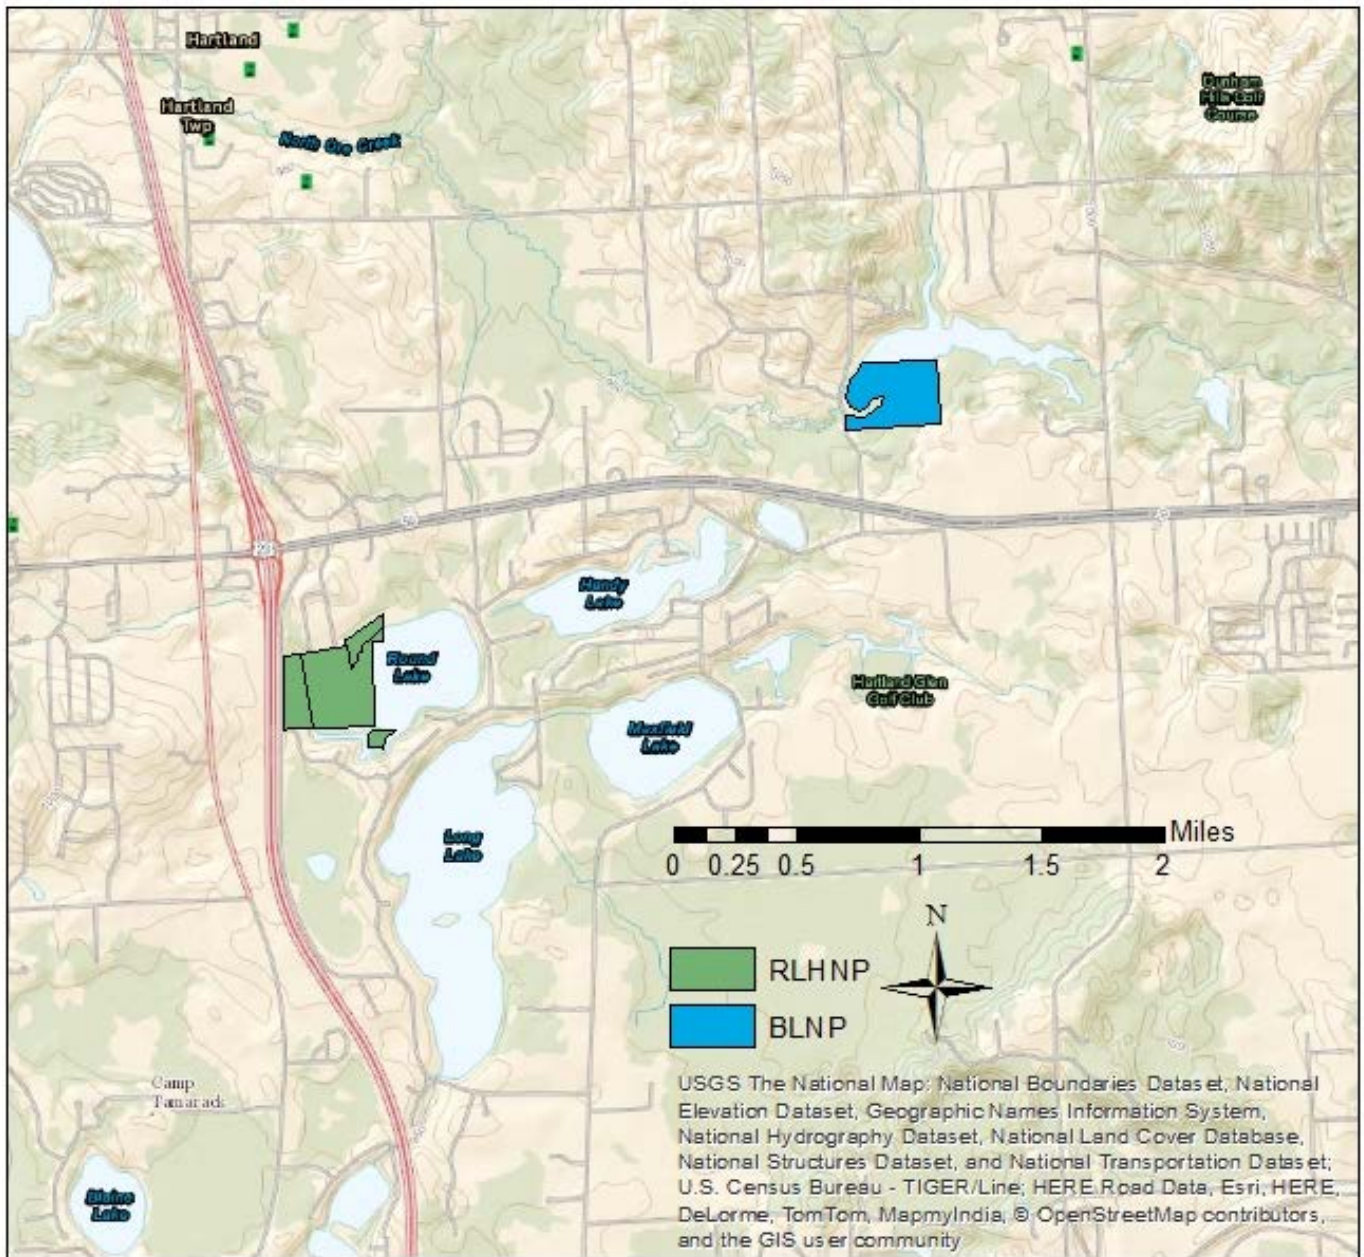 Hartland
Hartland
Twp
North Ore Creek
Dunham
Hills Golf
Course
23
Handy
Lake
Round
Lake
Hartland Glen
Golf Club
Maxfield
Lake
Long
Lake
Miles
0 0.25 0.5 1 1.5 2
N
RLHNP
BLNP
Camp
Tamarack
Blaine
Lake
USGS The National Map: National Boundaries Dataset, National
Elevation Dataset, Geographic Names Information System,
National Hydrography Dataset, National Land Cover Database,
National Structures Dataset, and National Transportation Dataset;
U.S. Census Bureau - TIGER/Line; HERE Road Data, Esri, HERE,
DeLorme, TomTom, MapmyIndia, © OpenStreetMap contributors,
and the GIS user community